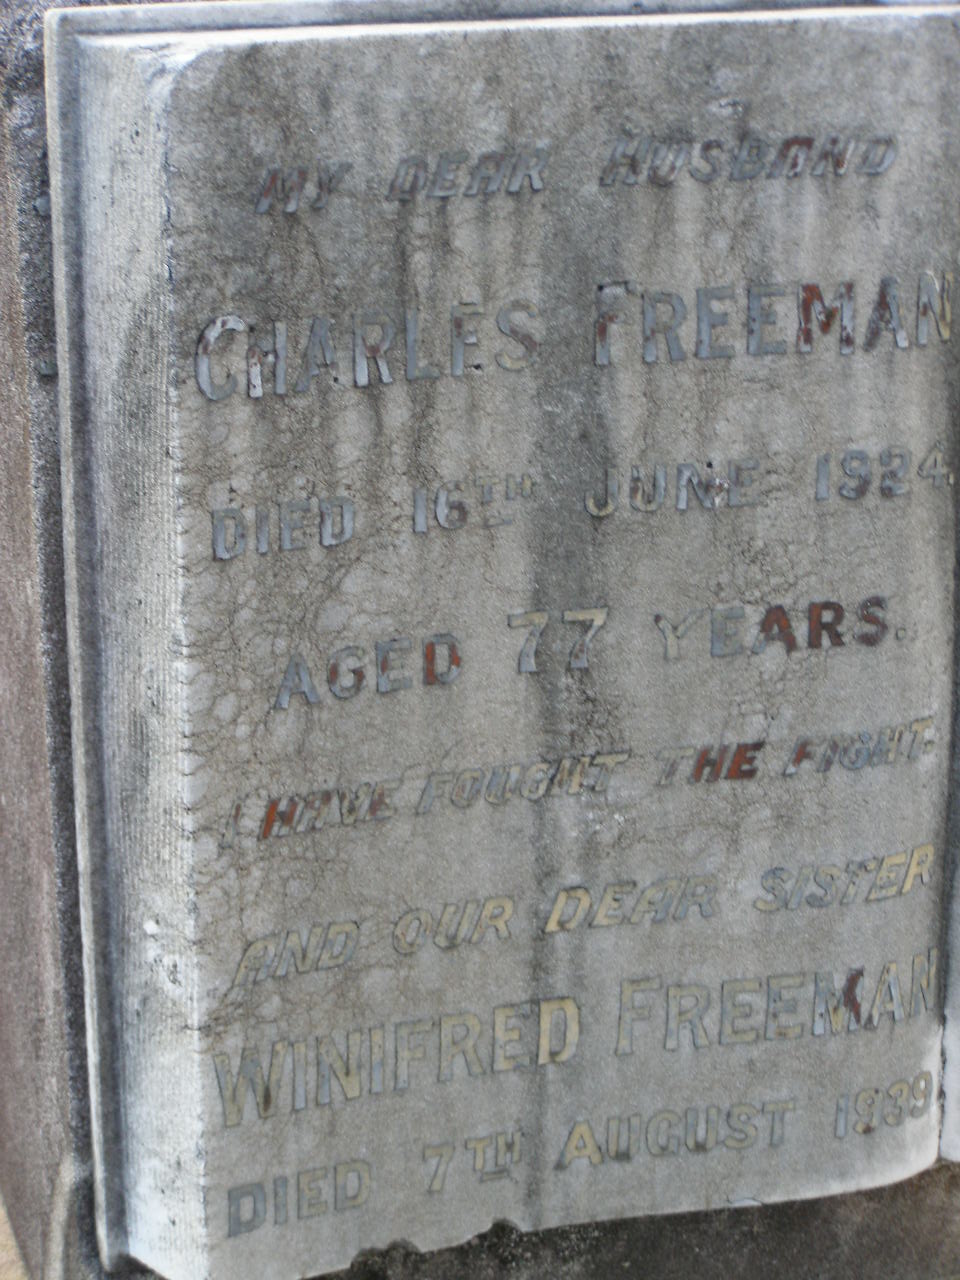 MY DEAR HUSBAND
CHARLES FREEMAN
DIED 16TH JUNE 1924.
AGED 77 YEARS.
I HAVE FOUGHT THE FIGHT.
AND OUR DEAR SISTER
WINIFRED FREEMAN
DIED 7TH AUGUST 1939.